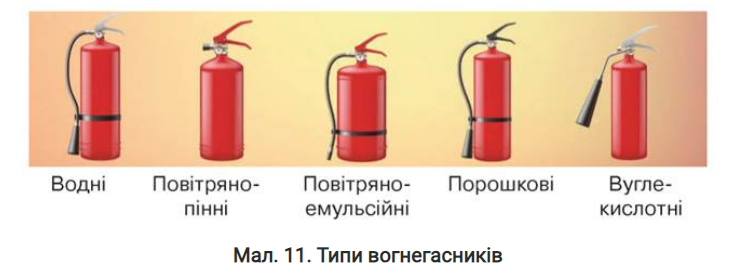 Водні
Повітряно-
пінні
Повітряно-
емульсійні
Порошкові
Вугле-
кислотні
Мал. 11. Типи вогнегасників